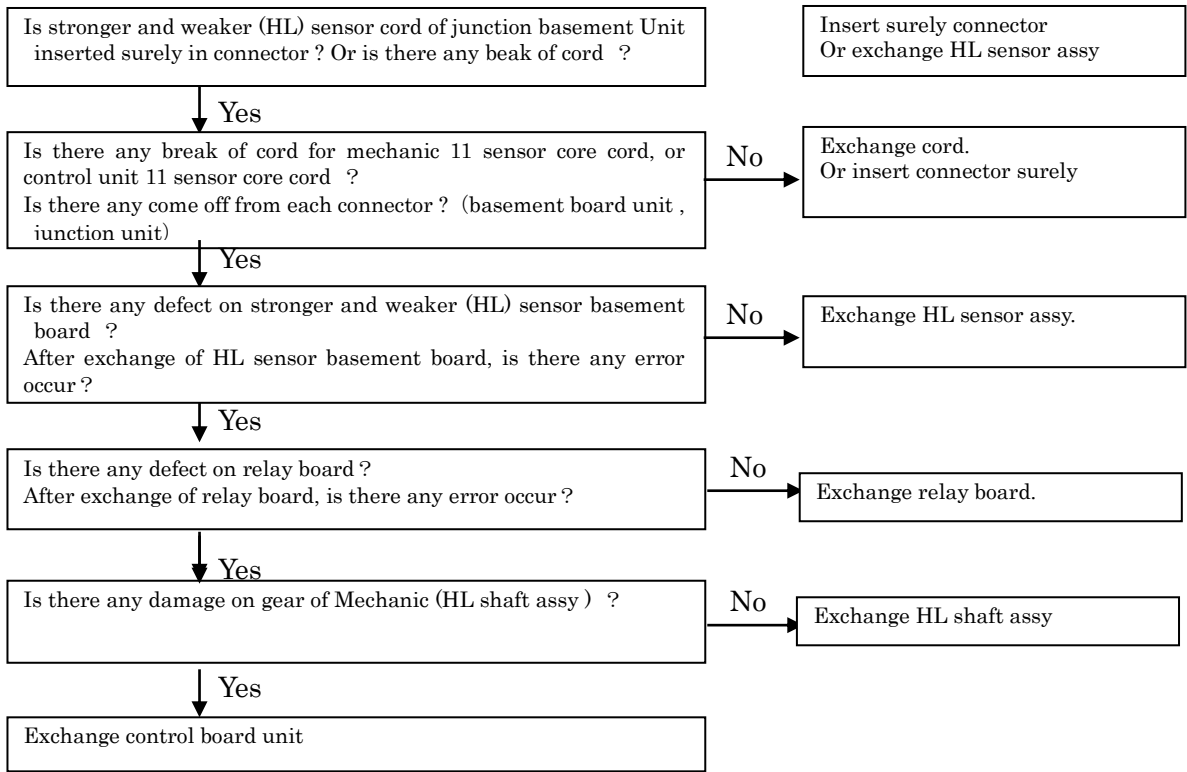 Is stronger and weaker (HL) sensor cord of junction basement Unit
inserted surely in connector ? Or is there any beak of cord ?
Insert surely connector
Or exchange HL sensor assy
Yes
Is there any break of cord for mechanic 11 sensor core cord, or
control unit 11 sensor core cord ?
Is there any come off from each connector ? (basement board unit ,
junction unit)
No
Exchange cord.
Or insert connector surely
Yes
Is there any defect on stronger and weaker (HL) sensor basement
board ?
After exchange of HL sensor basement board, is there any error
occur ?
No
Exchange HL sensor assy.
Yes
Is there any defect on relay board ?
After exchange of relay board, is there any error occur ?
No
Exchange relay board.
Yes
Is there any damage on gear of Mechanic (HL shaft assy ) ?
No
Exchange HL shaft assy
Yes
Exchange control board unit